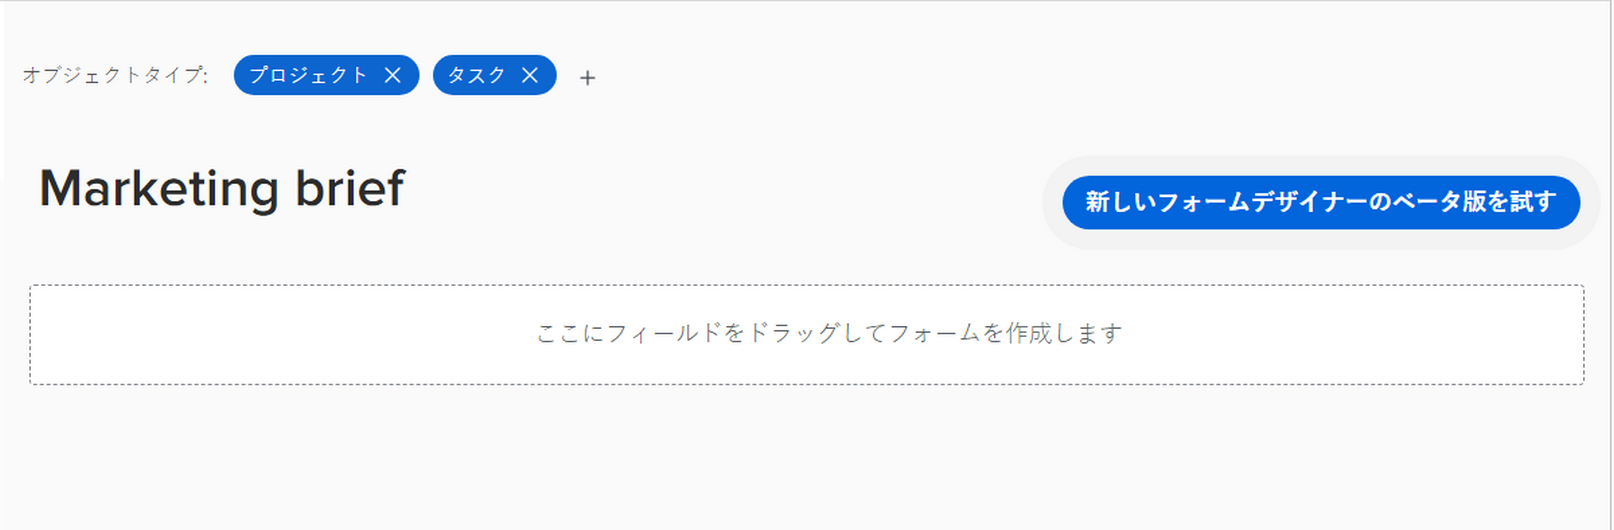 オブジェクトタイプ: プロジェクト × タスク × +
Marketing brief
新しいフォームデザイナーのベータ版を試す
ここにフィールドをドラッグしてフォームを作成します